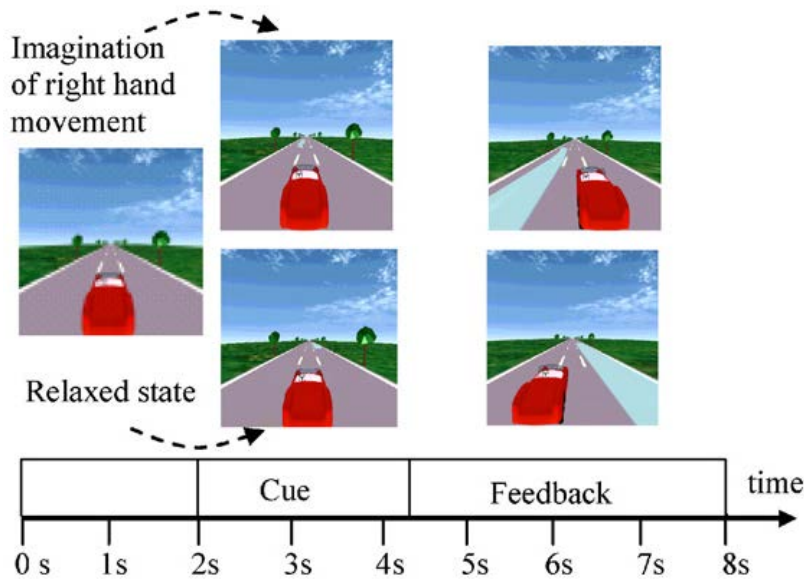 Imagination
of right hand
movement
Relaxed state
Cue
Feedback
time
0 s
1s
2s
3s
4s
5s
6s
7s
8s